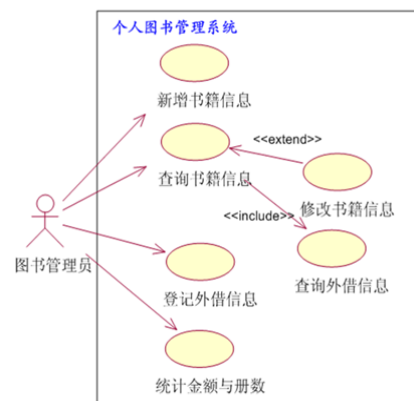 个人图书管理系统
新增书籍信息
<<extend>>
查询书籍信息
修改书籍信息
<<include>>
图书管理员
查询外借信息
登记外借信息
统计金额与册数